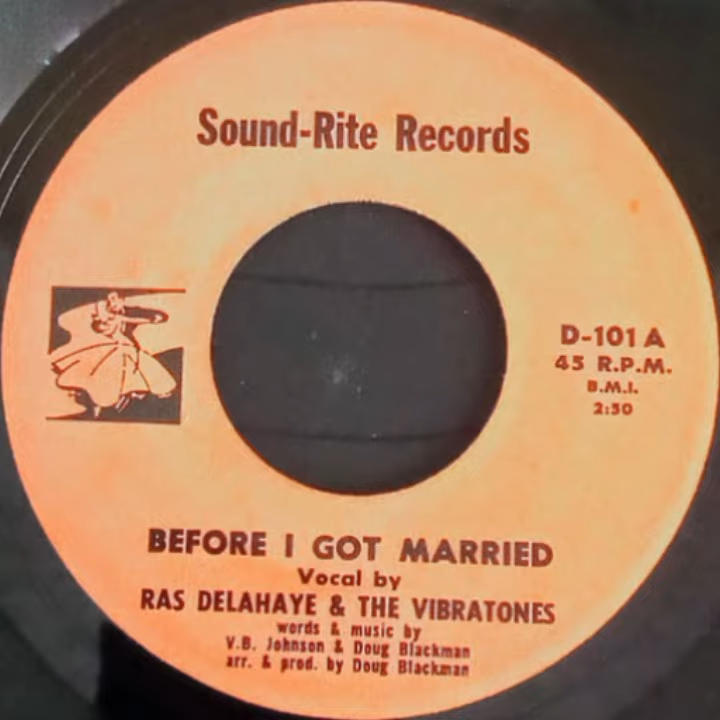 Sound-Rite Records
D-101 A
45 R.P.M.
B.M.I.
2:50
BEFORE I GOT MARRIED
Vocal by
RAS DELAHAYE & THE VIBRATONES
words & music by
V.B. Johnson & Doug Blackman
arr. & prod. by Doug Blackman